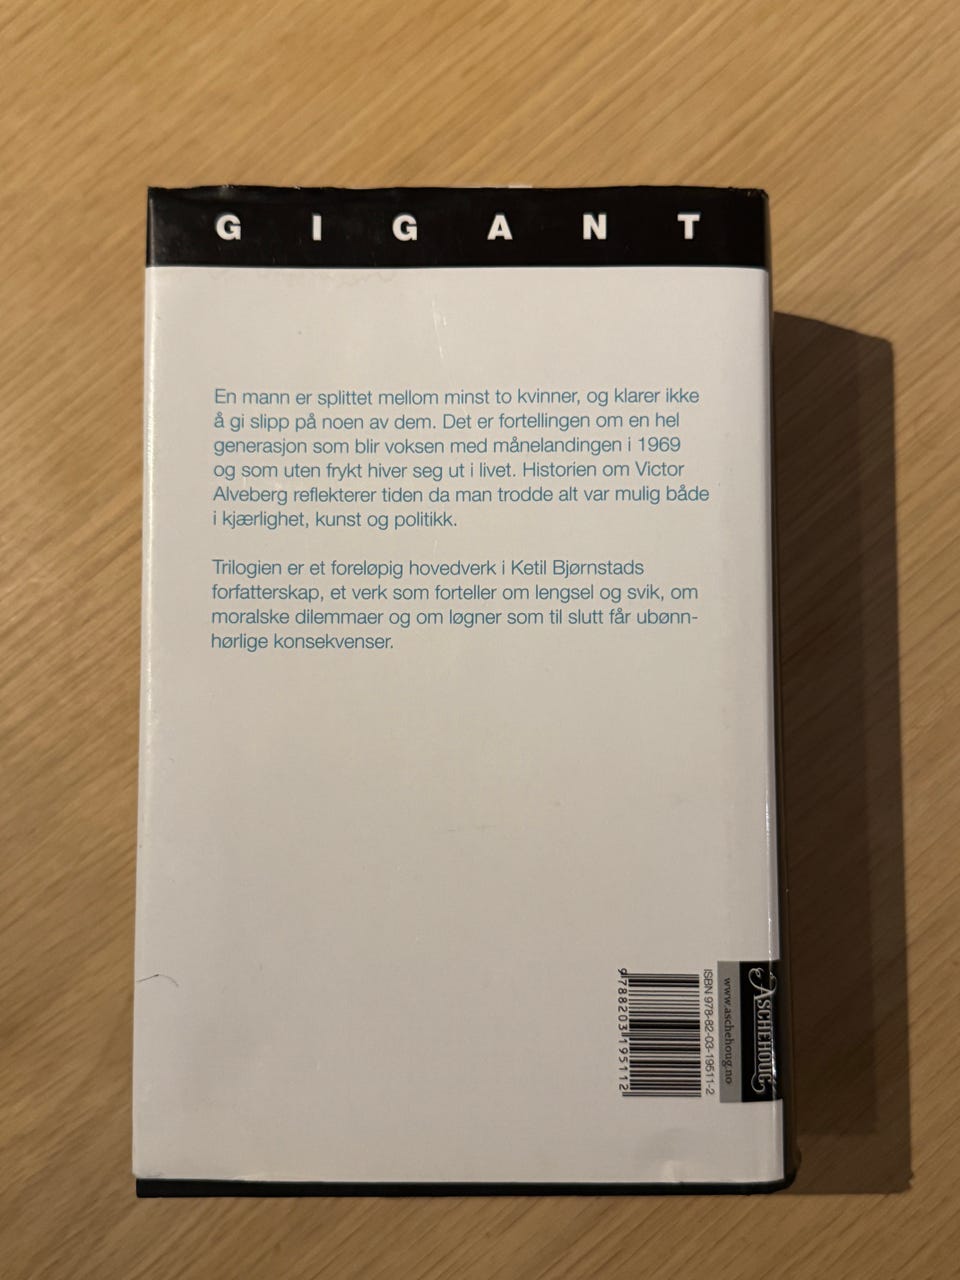 GIGANT
En mann er splittet mellom minst to kvinner, og klarer ikke
å gi slipp på noen av dem. Det er fortellingen om en hel
generasjon som blir voksen med månelandingen i 1969
og som uten frykt hiver seg ut i livet. Historien om Victor
Alveberg reflekterer tiden da man trodde alt var mulig både
i kjærlighet, kunst og politikk.
Trilogien er et foreløpig hovedverk i Ketil Bjørnstads
forfatterskap, et verk som forteller om lengsel og svik, om
moralske dilemmaer og om løgner som til slutt får ubønn-
hørlige konsekvenser.
ASCHEHOUG
www.aschehoug.no
ISBN 978-82-03-19511-2
9 788203 195112